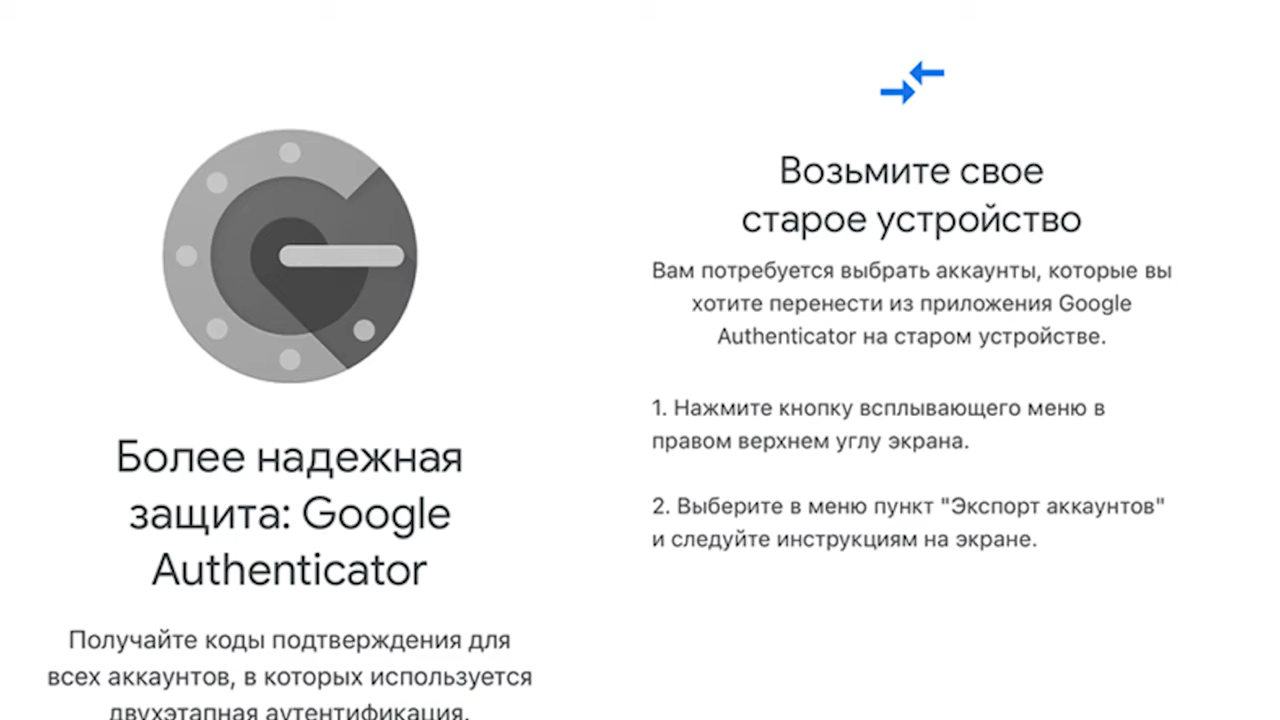 Более надежная
защита: Google
Authenticator
Получайте коды подтверждения для
всех аккаунтов, в которых используется
двухэтапная аутентификация.
Возьмите свое
старое устройство
Вам потребуется выбрать аккаунты, которые вы
хотите перенести из приложения Google
Authenticator на старом устройстве.
1. Нажмите кнопку всплывающего меню в
правом верхнем углу экрана.
2. Выберите в меню пункт "Экспорт аккаунтов"
и следуйте инструкциям на экране.